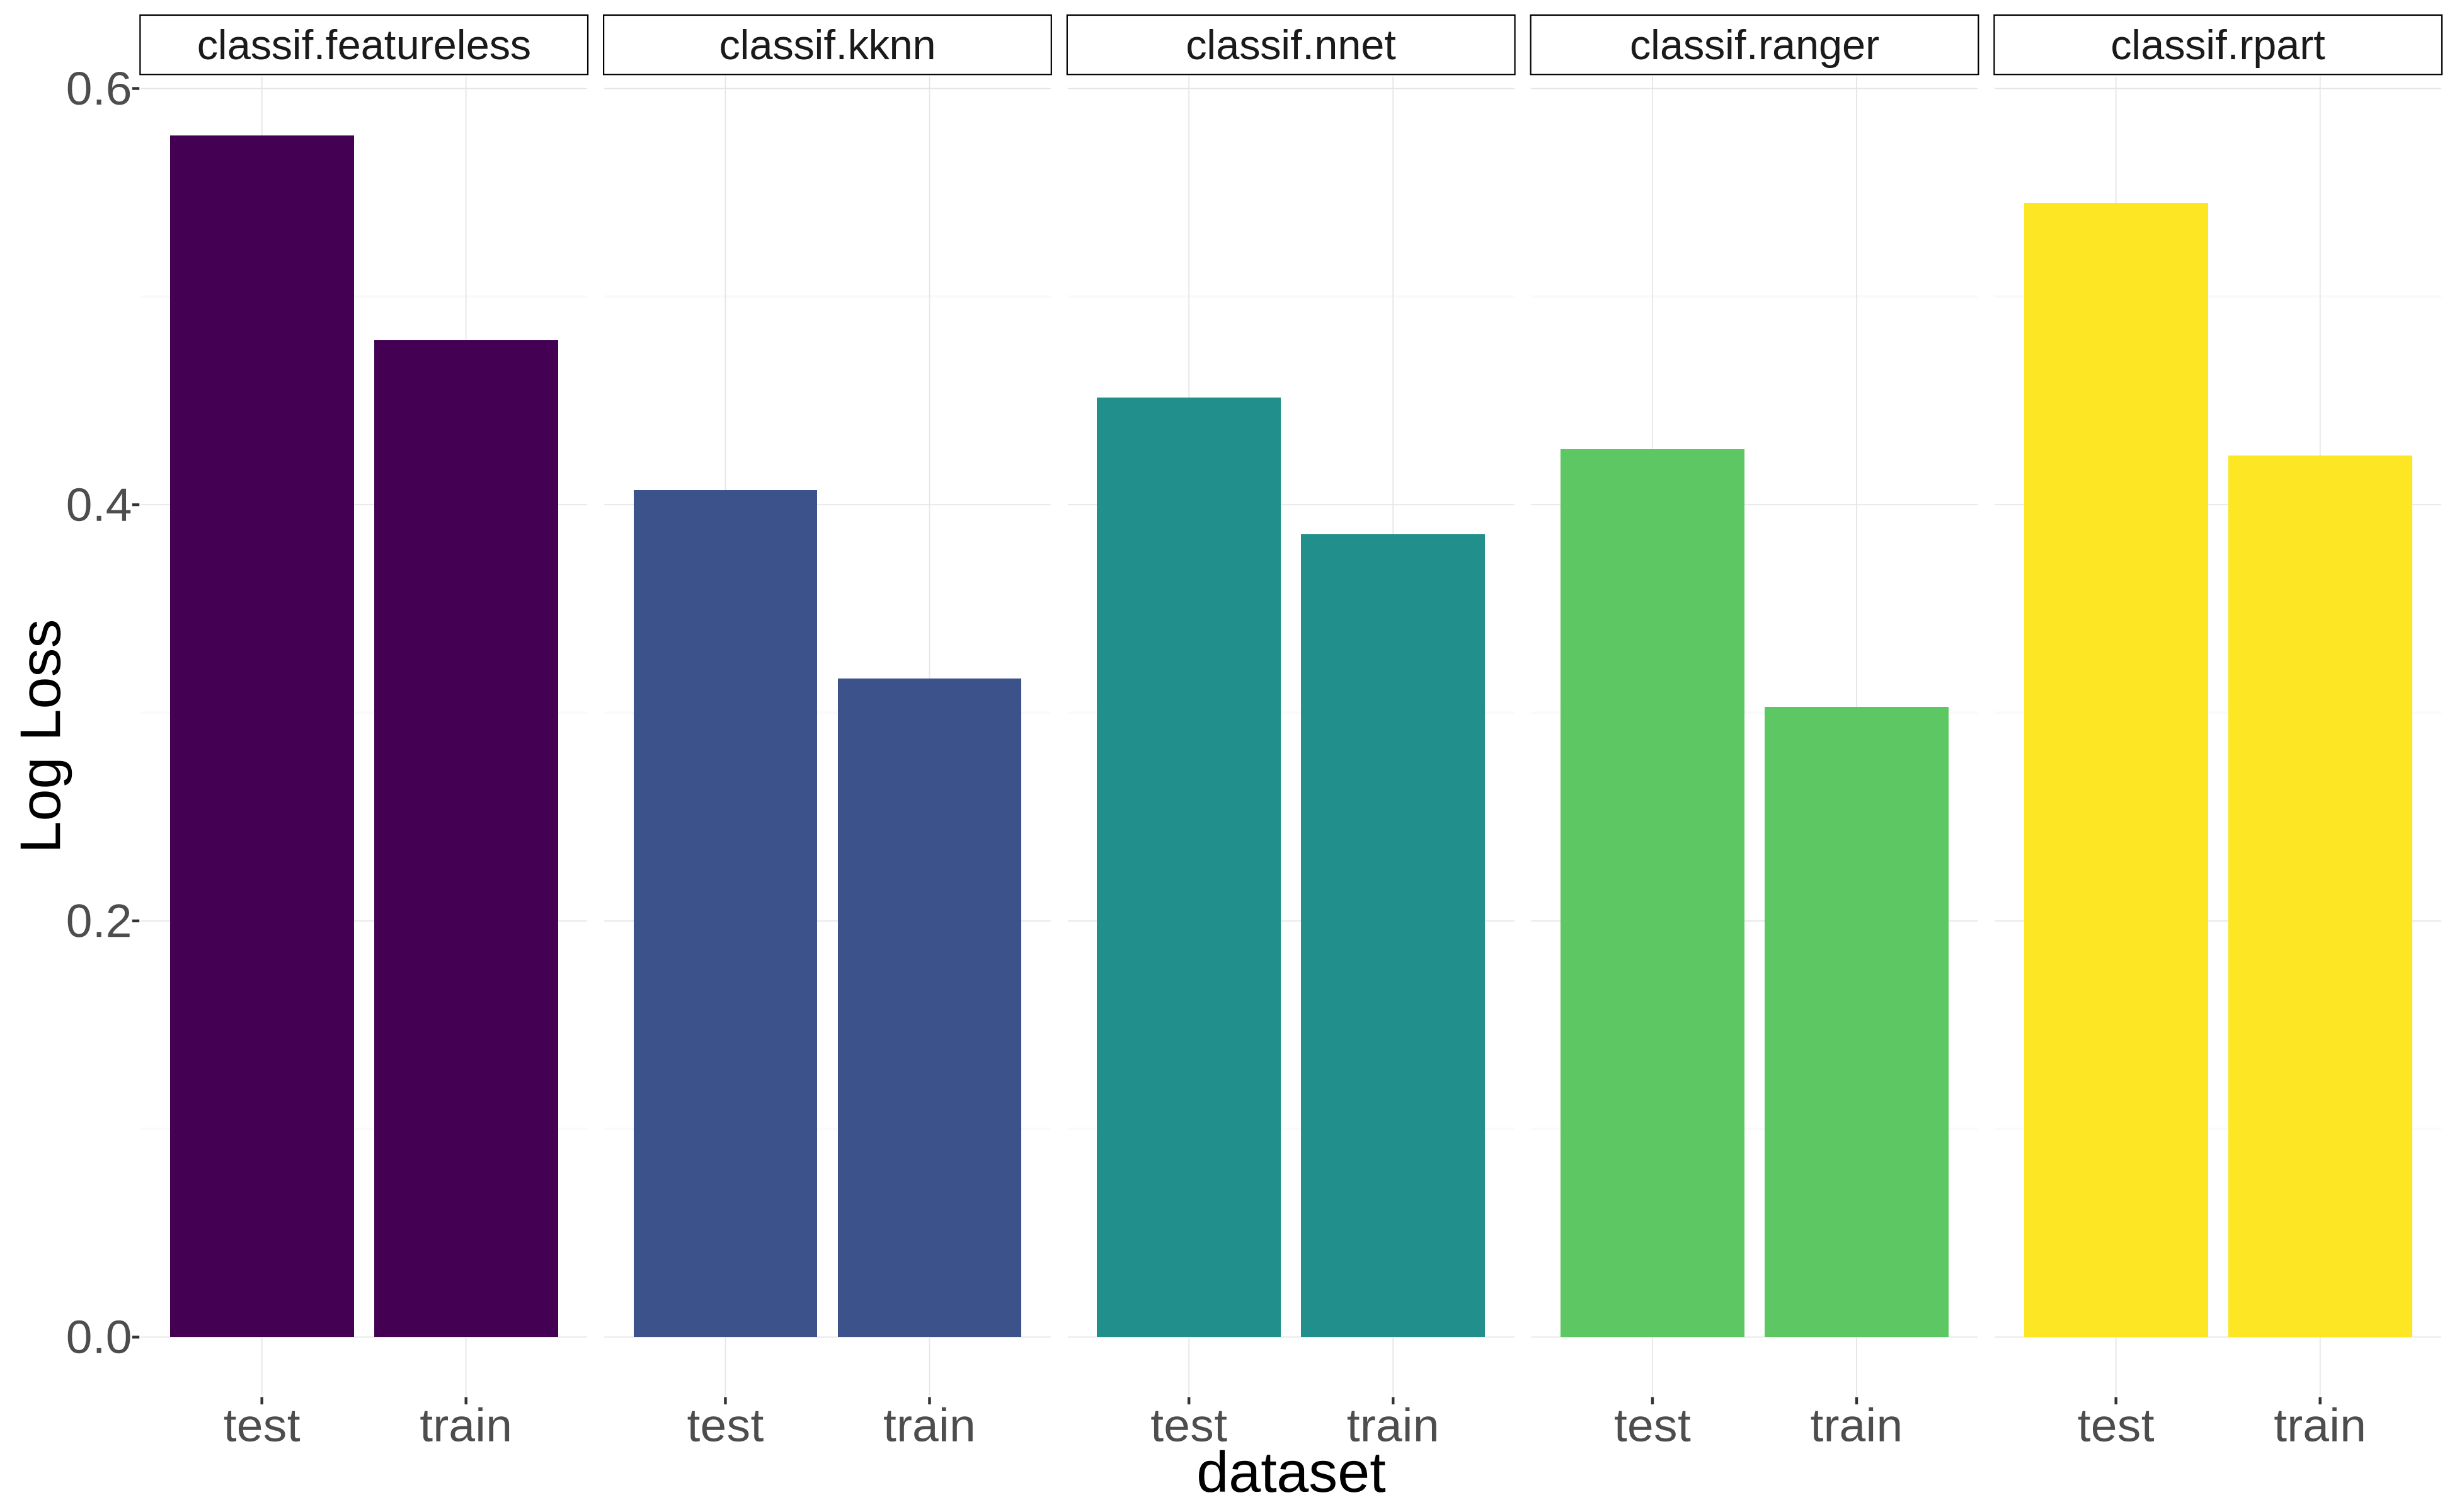 classif.featureless classif.kknn classif.nnet classif.ranger classif.rpart
0.6
0.4
0.2
0.0
Log Loss
test train test train test train test train test train
dataset